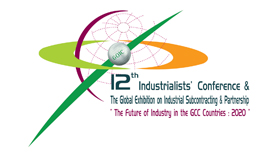 12th Industrialists' Conference &
The Global Exhibition on Industrial Subcontracting & Partnership
" The Future of Industry in the GCC Countries : 2020 "